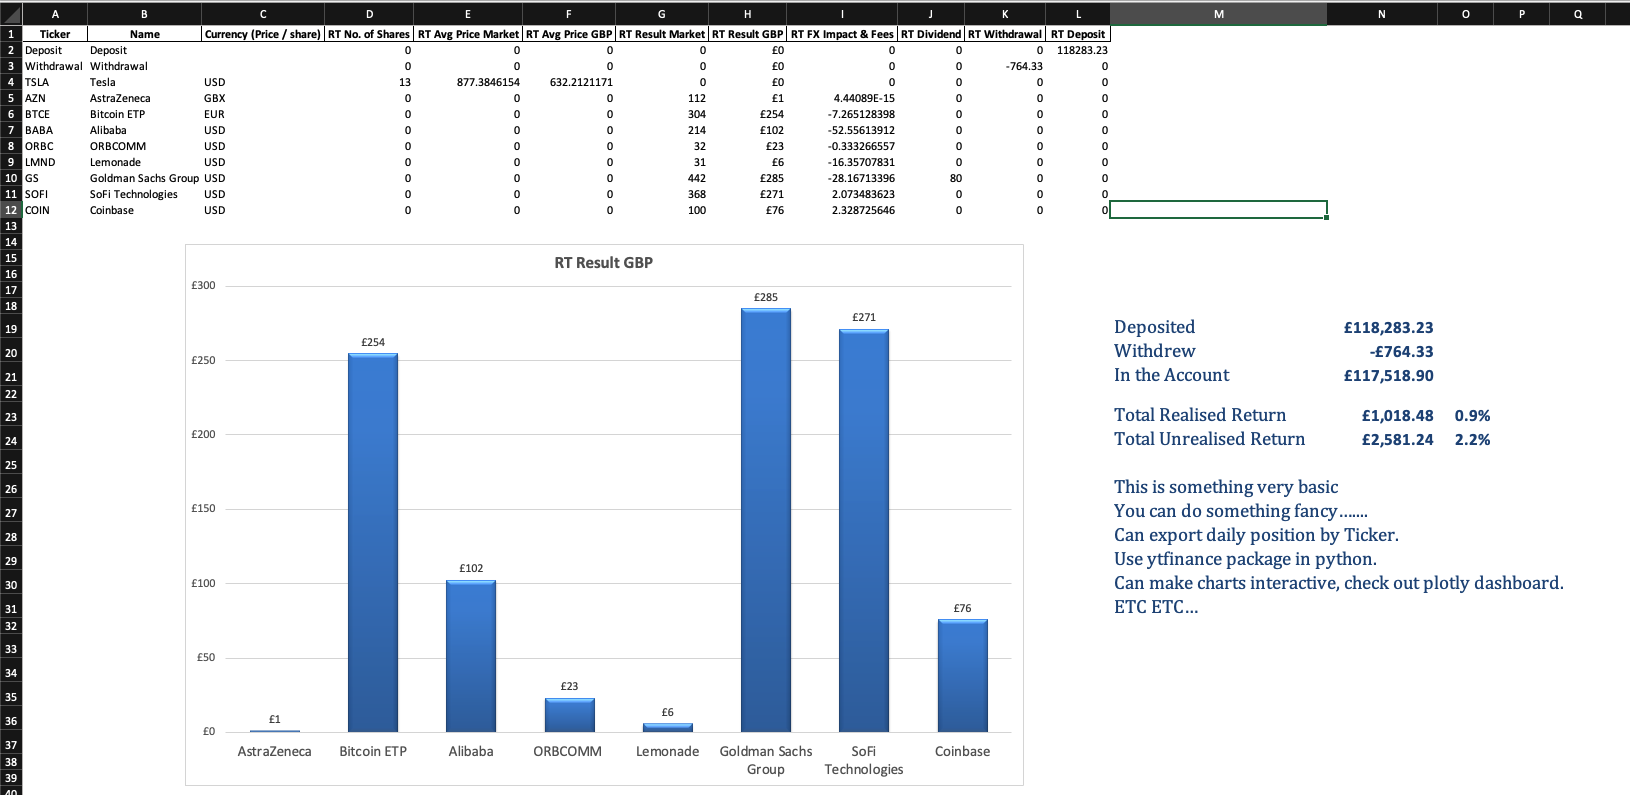 A B C D E F G H I J K L M N O P Q
1 Ticker Name Currency (Price / share) RT No. of Shares RT Avg Price Market RT Avg Price GBP RT Result Market RT Result GBP RT FX Impact & Fees RT Dividend RT Withdrawal RT Deposit
2 Deposit Deposit 0 0 0 0 £0 0 0 0 118283.23
3 Withdrawal Withdrawal 0 0 0 0 £0 0 0 -764.33 0
4 TSLA Tesla USD 13 877.3846154 632.2121171 0 £0 0 0 0 0
5 AZN AstraZeneca GBX 0 0 0 112 £1 4.44089E-15 0 0 0
6 BTCE Bitcoin ETP EUR 0 0 0 304 £254 -7.265128398 0 0 0
7 BABA Alibaba USD 0 0 0 214 £102 -52.55613912 0 0 0
8 ORBC ORBCOMM USD 0 0 0 32 £23 -0.333266557 0 0 0
9 LMND Lemonade USD 0 0 0 31 £6 -16.35707831 0 0 0
10 GS Goldman Sachs Group USD 0 0 0 442 £285 -28.16713396 80 0 0
11 SOFI SoFi Technologies USD 0 0 0 368 £271 2.073483623 0 0 0
12 COIN Coinbase USD 0 0 0 100 £76 2.328725646 0 0 0
13
14
15
16
17
18
19
20
21
22
23
24
25
26
27
28
29
30
31
32
33
34
35
36
37
38
39
40
RT Result GBP
£300
£250
£200
£150
£100
£50
£0
£1
£254
£102
£23
£6
£285
£271
£76
AstraZeneca Bitcoin ETP Alibaba ORBCOMM Lemonade Goldman Sachs SoFi Coinbase
Group Technologies
Deposited £118,283.23
Withdrew -£764.33
In the Account £117,518.90
Total Realised Return £1,018.48 0.9%
Total Unrealised Return £2,581.24 2.2%
This is something very basic
You can do something fancy.......
Can export daily position by Ticker.
Use ytfinance package in python.
Can make charts interactive, check out plotly dashboard.
ETC ETC...